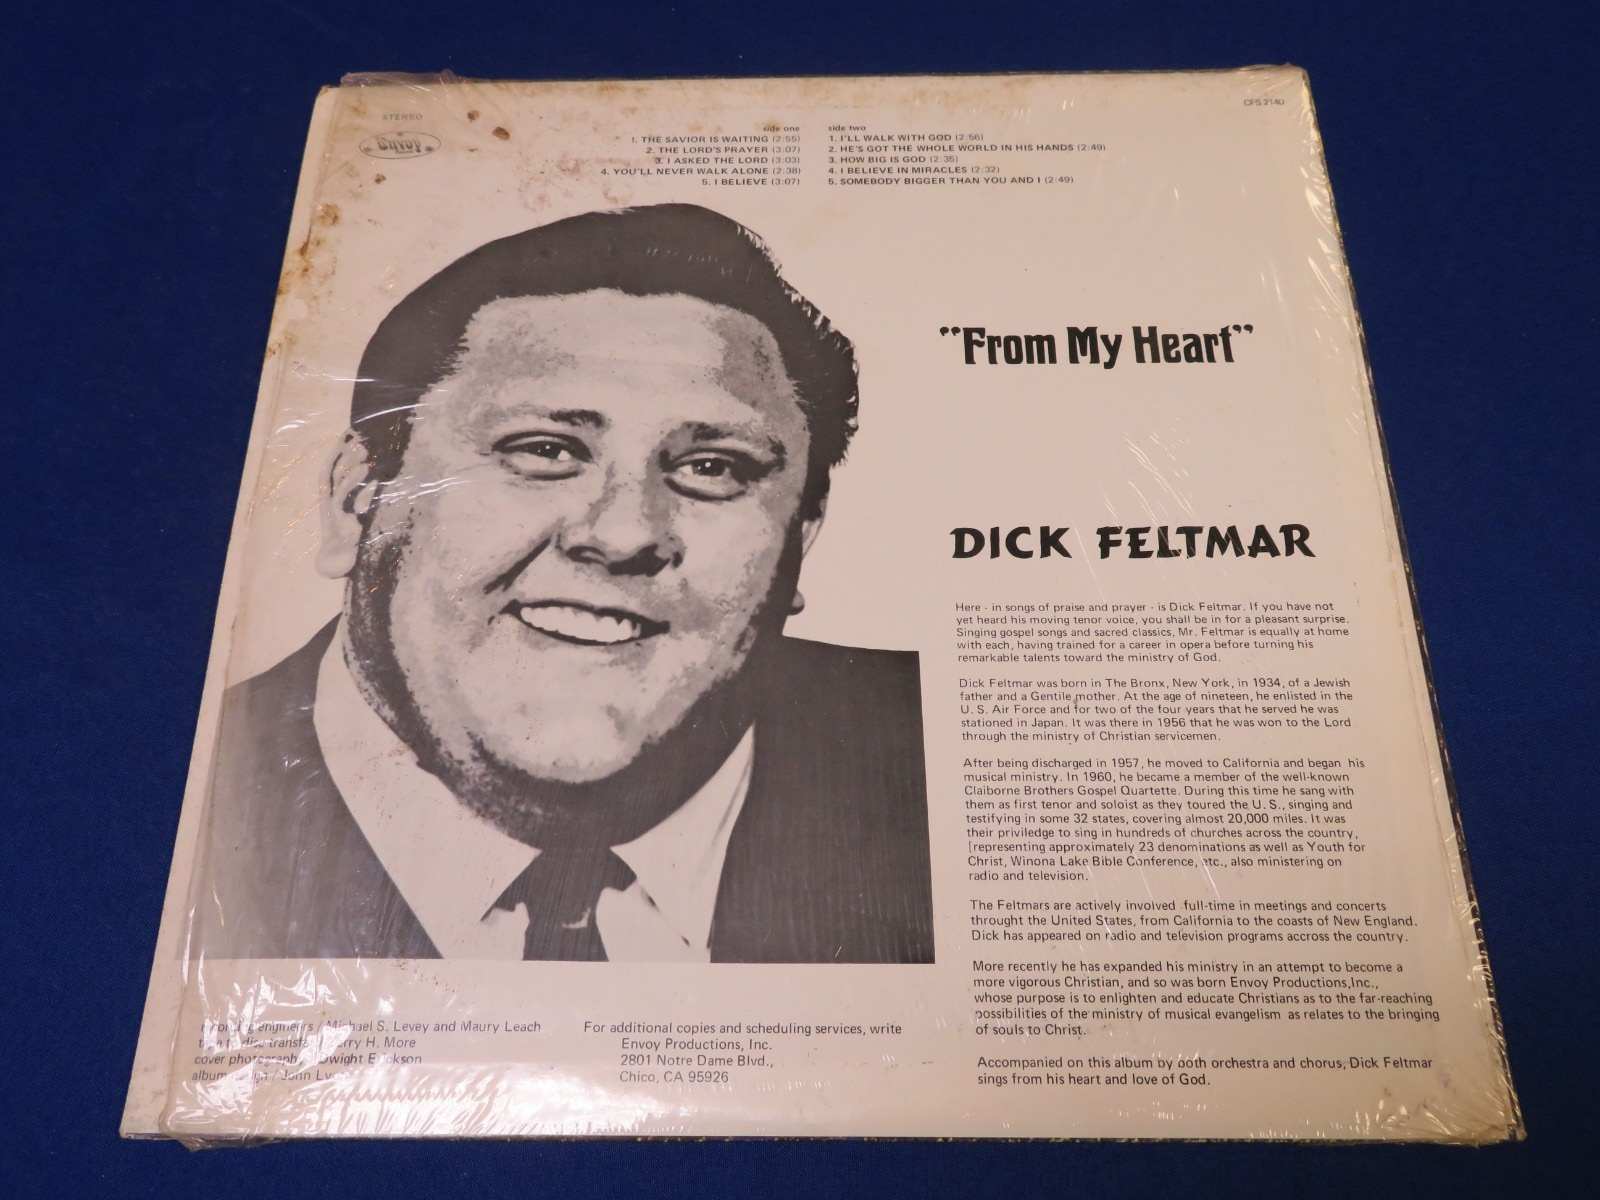 STEREO
Envoy
CFS 2140
side one
1. THE SAVIOR IS WAITING (2:55)
2. THE LORD'S PRAYER (3:07)
3. I ASKED THE LORD (3:03)
4. YOU'LL NEVER WALK ALONE (2:38)
5. I BELIEVE (3:07)
side two
1. I'LL WALK WITH GOD (2:56)
2. HE'S GOT THE WHOLE WORLD IN HIS HANDS (2:49)
3. HOW BIG IS GOD (2:35)
4. I BELIEVE IN MIRACLES (2:32)
5. SOMEBODY BIGGER THAN YOU AND I (2:49)
"From My Heart"
DICK FELTMAR
Here - in songs of praise and prayer - is Dick Feltmar. If you have not
yet heard his moving tenor voice, you shall be in for a pleasant surprise.
Singing gospel songs and sacred classics, Mr. Feltmar is equally at home
with each, having trained for a career in opera before turning his
remarkable talents toward the ministry of God.
Dick Feltmar was born in The Bronx, New York, in 1934, of a Jewish
father and a Gentile mother. At the age of nineteen, he enlisted in the
U. S. Air Force and for two of the four years that he served he was
stationed in Japan. It was there in 1956 that he was won to the Lord
through the ministry of Christian servicemen.
After being discharged in 1957, he moved to California and began his
musical ministry. In 1960, he became a member of the well-known
Claiborne Brothers Gospel Quartette. During this time he sang with
them as first tenor and soloist as they toured the U. S., singing and
testifying in some 32 states, covering almost 20,000 miles. It was
their priviledge to sing in hundreds of churches across the country,
[representing approximately 23 denominations as well as Youth for
Christ, Winona Lake Bible Conference, etc., also ministering on
radio and television.
The Feltmars are actively involved full-time in meetings and concerts
throught the United States, from California to the coasts of New England.
Dick has appeared on radio and television programs accross the country.
More recently he has expanded his ministry in an attempt to become a
more vigorous Christian, and so was born Envoy Productions,Inc.,
whose purpose is to enlighten and educate Christians as to the far-reaching
possibilities of the ministry of musical evangelism as relates to the bringing
of souls to Christ.
Accompanied on this album by both orchestra and chorus, Dick Feltmar
sings from his heart and love of God.
recording engineers / Michael S. Levey and Maury Leach
tape to disc transfer / Jerry H. More
cover photography / Dwight Erickson
album design / John
For additional copies and scheduling services, write
Envoy Productions, Inc.
2801 Notre Dame Blvd.,
Chico, CA 95926